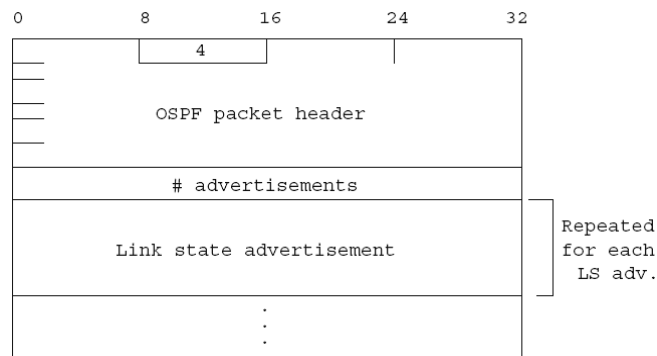 0 8 16 24 32
4
OSPF packet header
# advertisements
Link state advertisement
Repeated
for each
LS adv.
.
.
.